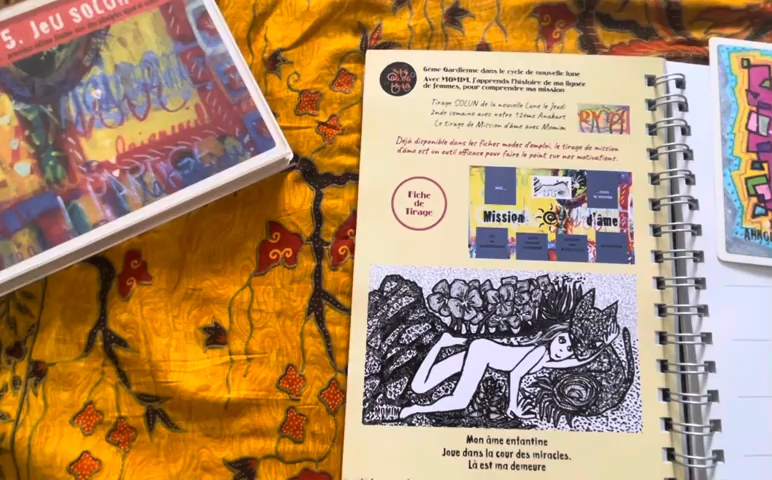 5. JEU SOLUN
6ème Gardienne dans le cycle de nouvelle lune
Avec MOMIM, j'apprends l'histoire de ma lignée
de femmes, pour comprendre ma mission
Tirage SOLUN de la nouvelle Lune le Jeudi
2nde semaine avec notre 12ème Anakart
Le tirage de Mission d'âme avec Momim
Déjà disponible dans les fiches modes d'emploi, le tirage de mission
d'âme est un outil efficace pour faire le point sur nos motivations.
Fiche
de
Tirage
Mission d'âme
MOMIM
Mon âme enfantine
Joue dans la cour des miracles.
Là est ma demeure